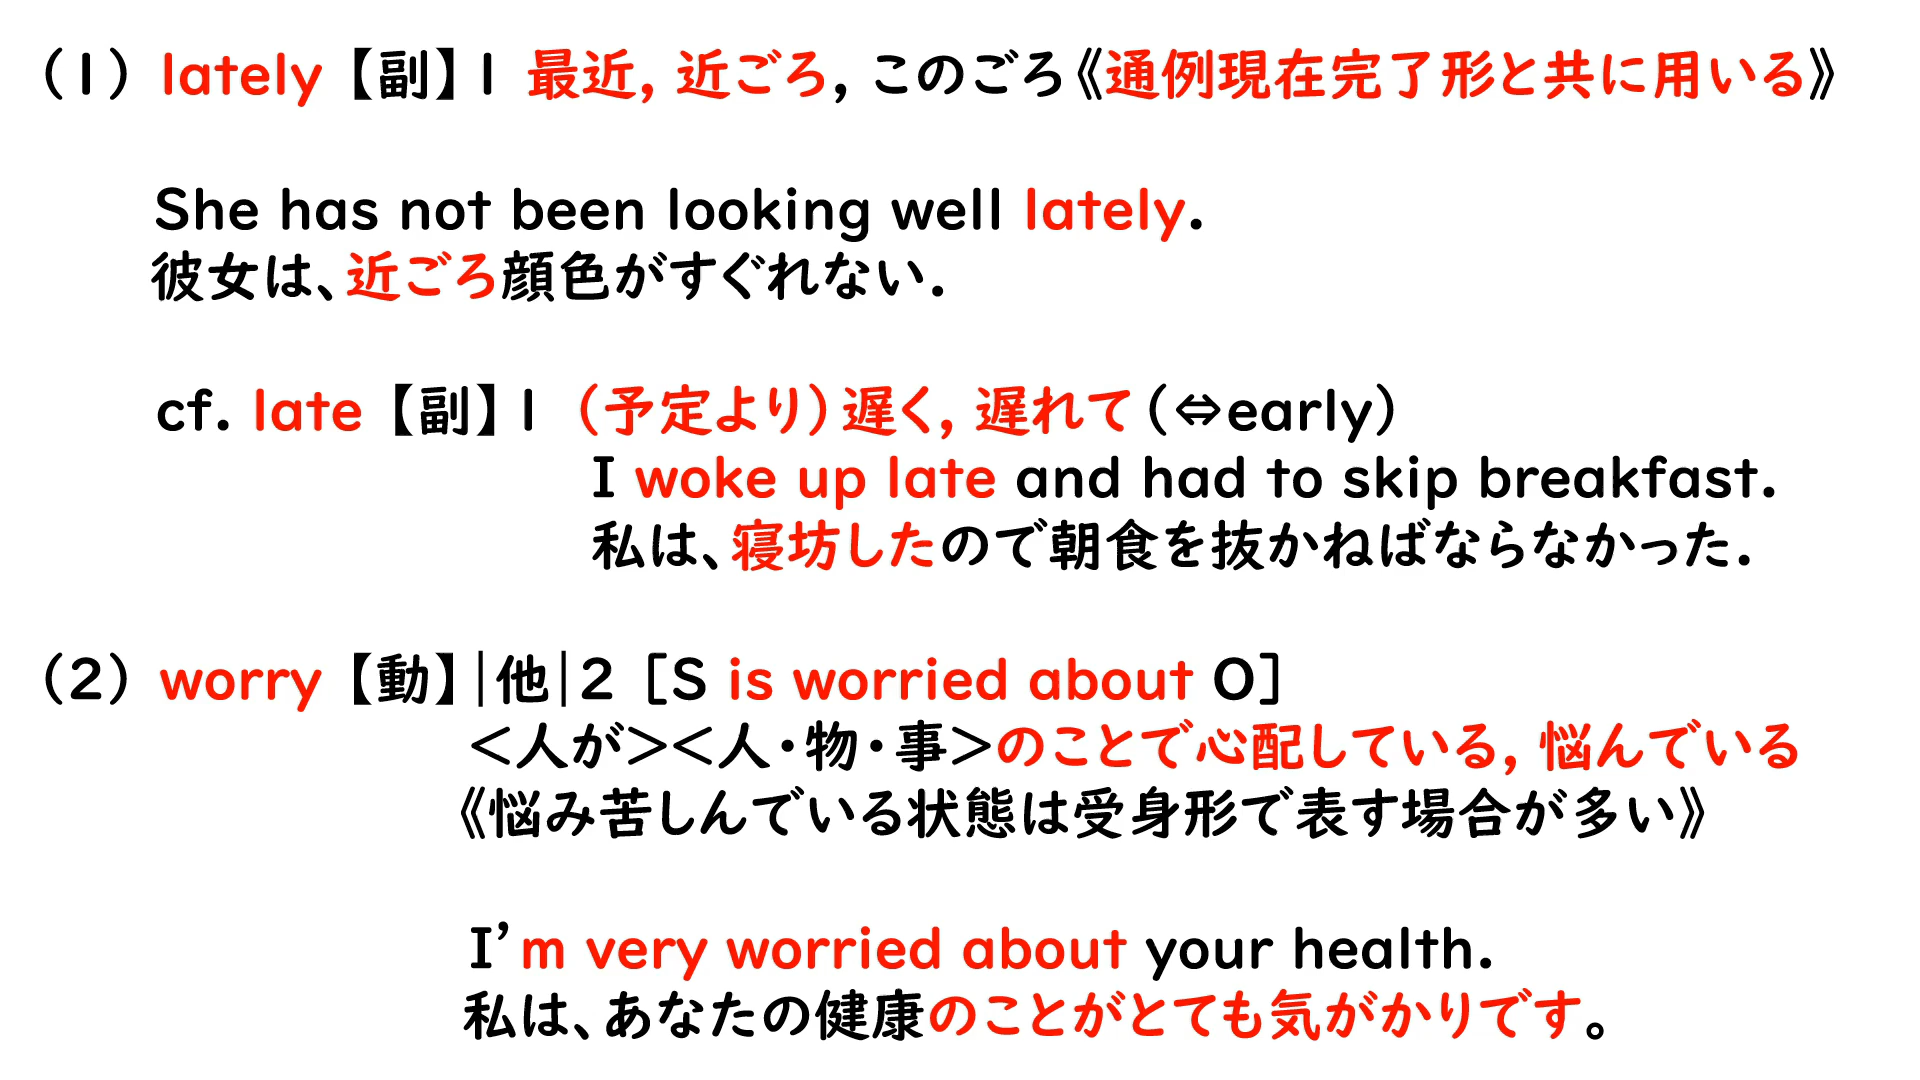 (1) lately【副】1 最近, 近ごろ, このごろ《通例現在完了形と共に用いる》
She has not been looking well lately.
彼女は、近ごろ顔色がすぐれない.
cf. late【副】1 (予定より)遅く, 遅れて(⇔early)
I woke up late and had to skip breakfast.
私は、寝坊したので朝食を抜かねばならなかった.
(2) worry【動】|他|2 [S is worried about O]
<人が><人・物・事>のことで心配している, 悩んでいる
《悩み苦しんでいる状態は受身形で表す場合が多い》
I'm very worried about your health.
私は、あなたの健康のことがとても気がかりです。